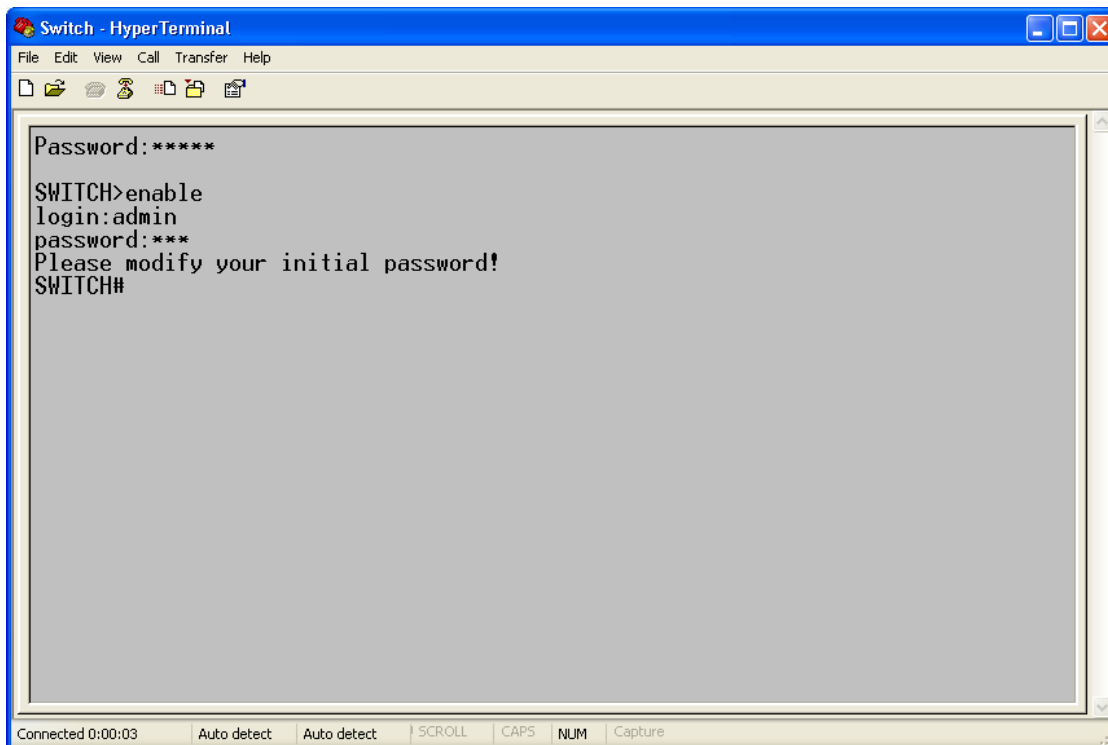 Switch - HyperTerminal
File Edit View Call Transfer Help
Password:*****
SWITCH>enable
login:admin
password:***
Please modify your initial password!
SWITCH#
Connected 0:00:03 Auto detect Auto detect SCROLL CAPS NUM Capture